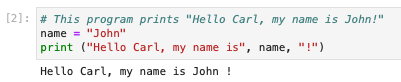 [2]: # This program prints "Hello Carl, my name is John!"
name = "John"
print ("Hello Carl, my name is", name, "!")
Hello Carl, my name is John !